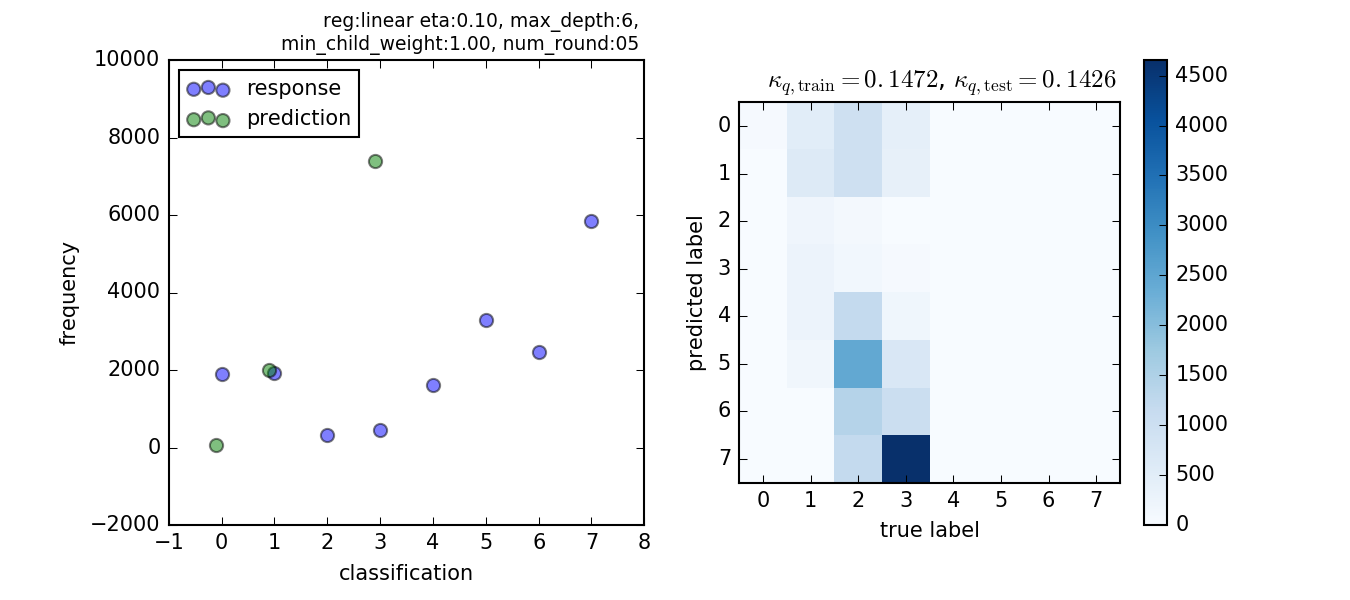 reg:linear eta:0.10, max_depth:6,
min_child_weight:1.00, num_round:05
10000
8000
6000
4000
2000
0
−2000
frequency
response
prediction
−1 0 1 2 3 4 5 6 7 8
classification
κq,train=0.1472, κq,test=0.1426
0
1
2
3
4
5
6
7
predicted label
0 1 2 3 4 5 6 7
true label
4500
4000
3500
3000
2500
2000
1500
1000
500
0